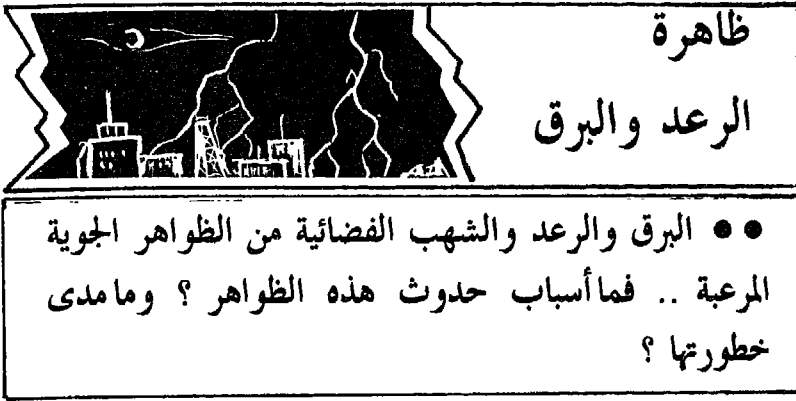 ظاهرة
الرعد والبرق
●● البرق والرعد والشهب الفضائية من الظواهر الجوية
المرعبة .. فماأسباب حدوث هذه الظواهر ؟ ومامدى
خطورتها ؟